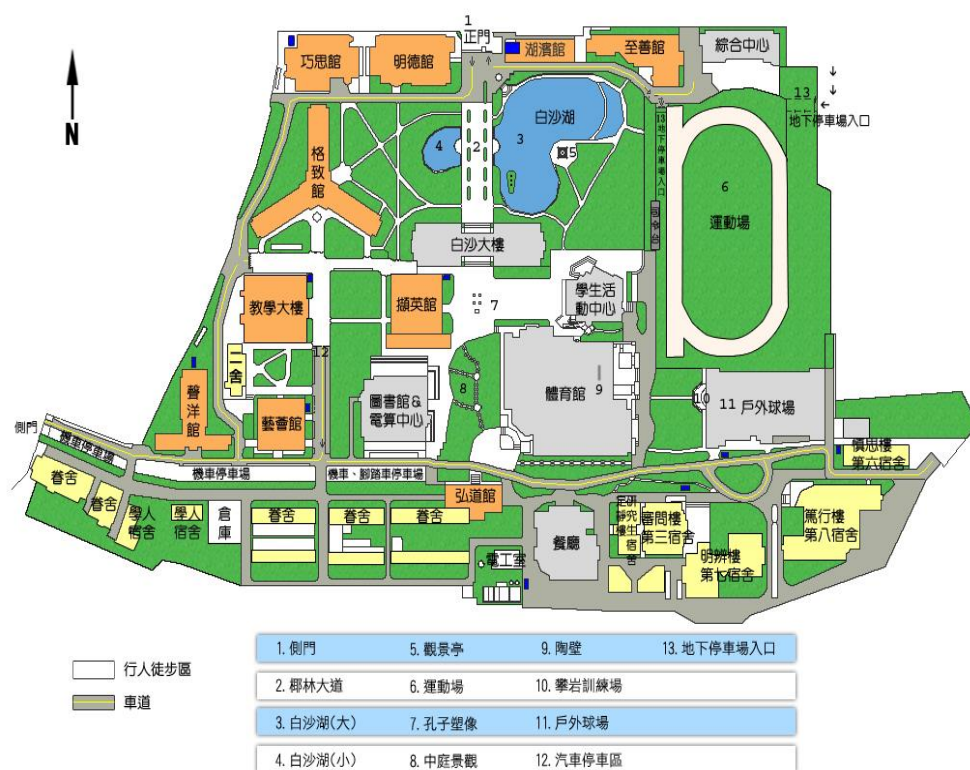 1
正門
巧思館
明德館
湖濱館
至善館
綜合中心
N
13
地下停車場入口
白沙湖
格致館
4
2
3
5
13
地下停車場入口
6
運動場
司令台
白沙大樓
教學大樓
擷英館
7
學生活
動中心
二舍
12
聲洋館
藝薈館
圖書館&
電算中心
8
體育館
9
10
11
戶外球場
側門
機車停車場
機車停車場
機車、腳踏車停車場
慎思樓
第六宿舍
眷舍
眷舍
學人
宿舍
學人
宿舍
倉庫
眷舍
眷舍
眷舍
弘道館
電工室
餐廳
研究生宿舍
定靜樓
審問樓
第三宿舍
明辨樓
第七宿舍
篤行樓
第八宿舍
行人徒步區
車道
1. 側門
5. 觀景亭
9. 陶壁
13. 地下停車場入口
2. 椰林大道
6. 運動場
10. 攀岩訓練場
3. 白沙湖(大)
7. 孔子塑像
11. 戶外球場
4. 白沙湖(小)
8. 中庭景觀
12. 汽車停車區